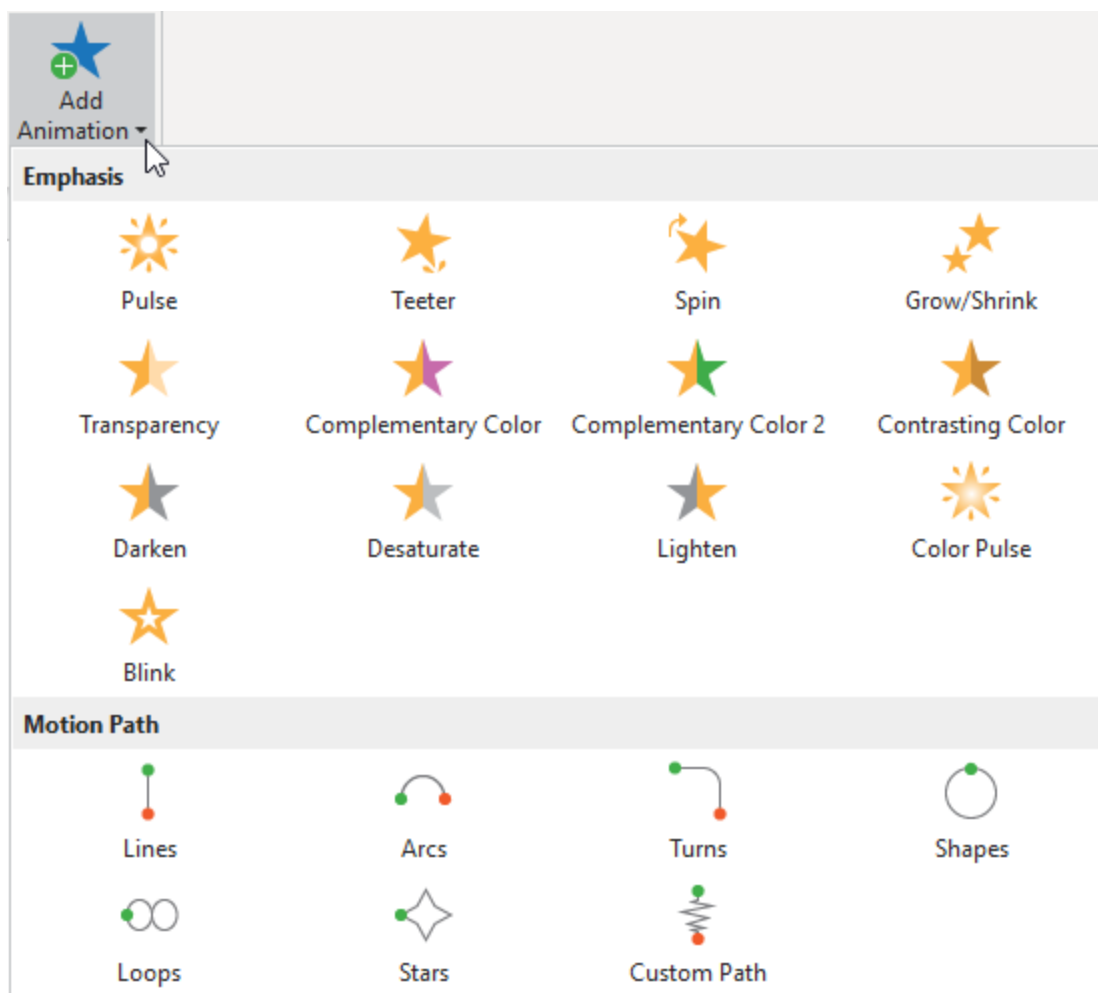 Add
Animation
Emphasis
Pulse
Teeter
Spin
Grow/Shrink
Transparency
Complementary Color
Complementary Color 2
Contrasting Color
Darken
Desaturate
Lighten
Color Pulse
Blink
Motion Path
Lines
Arcs
Turns
Shapes
Loops
Stars
Custom Path